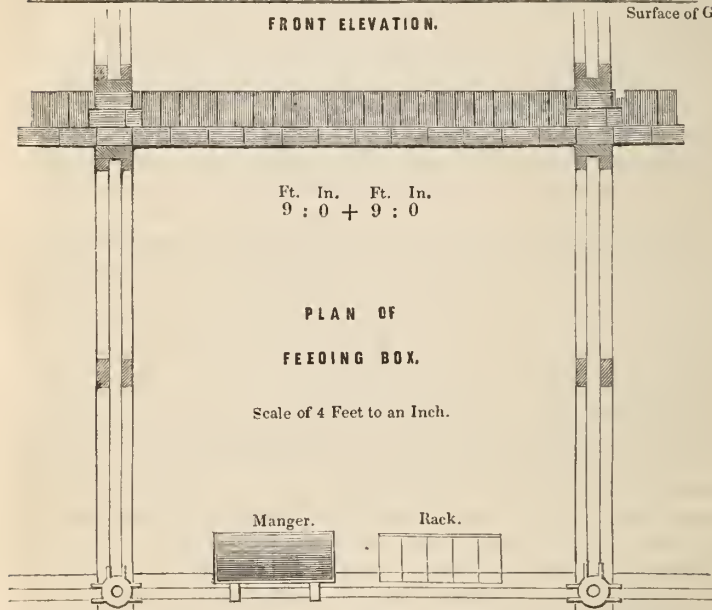 FRONT ELEVATION.
Surface of G
Ft. In. Ft. In.
9 : 0 + 9 : 0
PLAN OF
FEEDING BOX.
Scale of 4 Feet to an Inch.
Manger.
Rack.